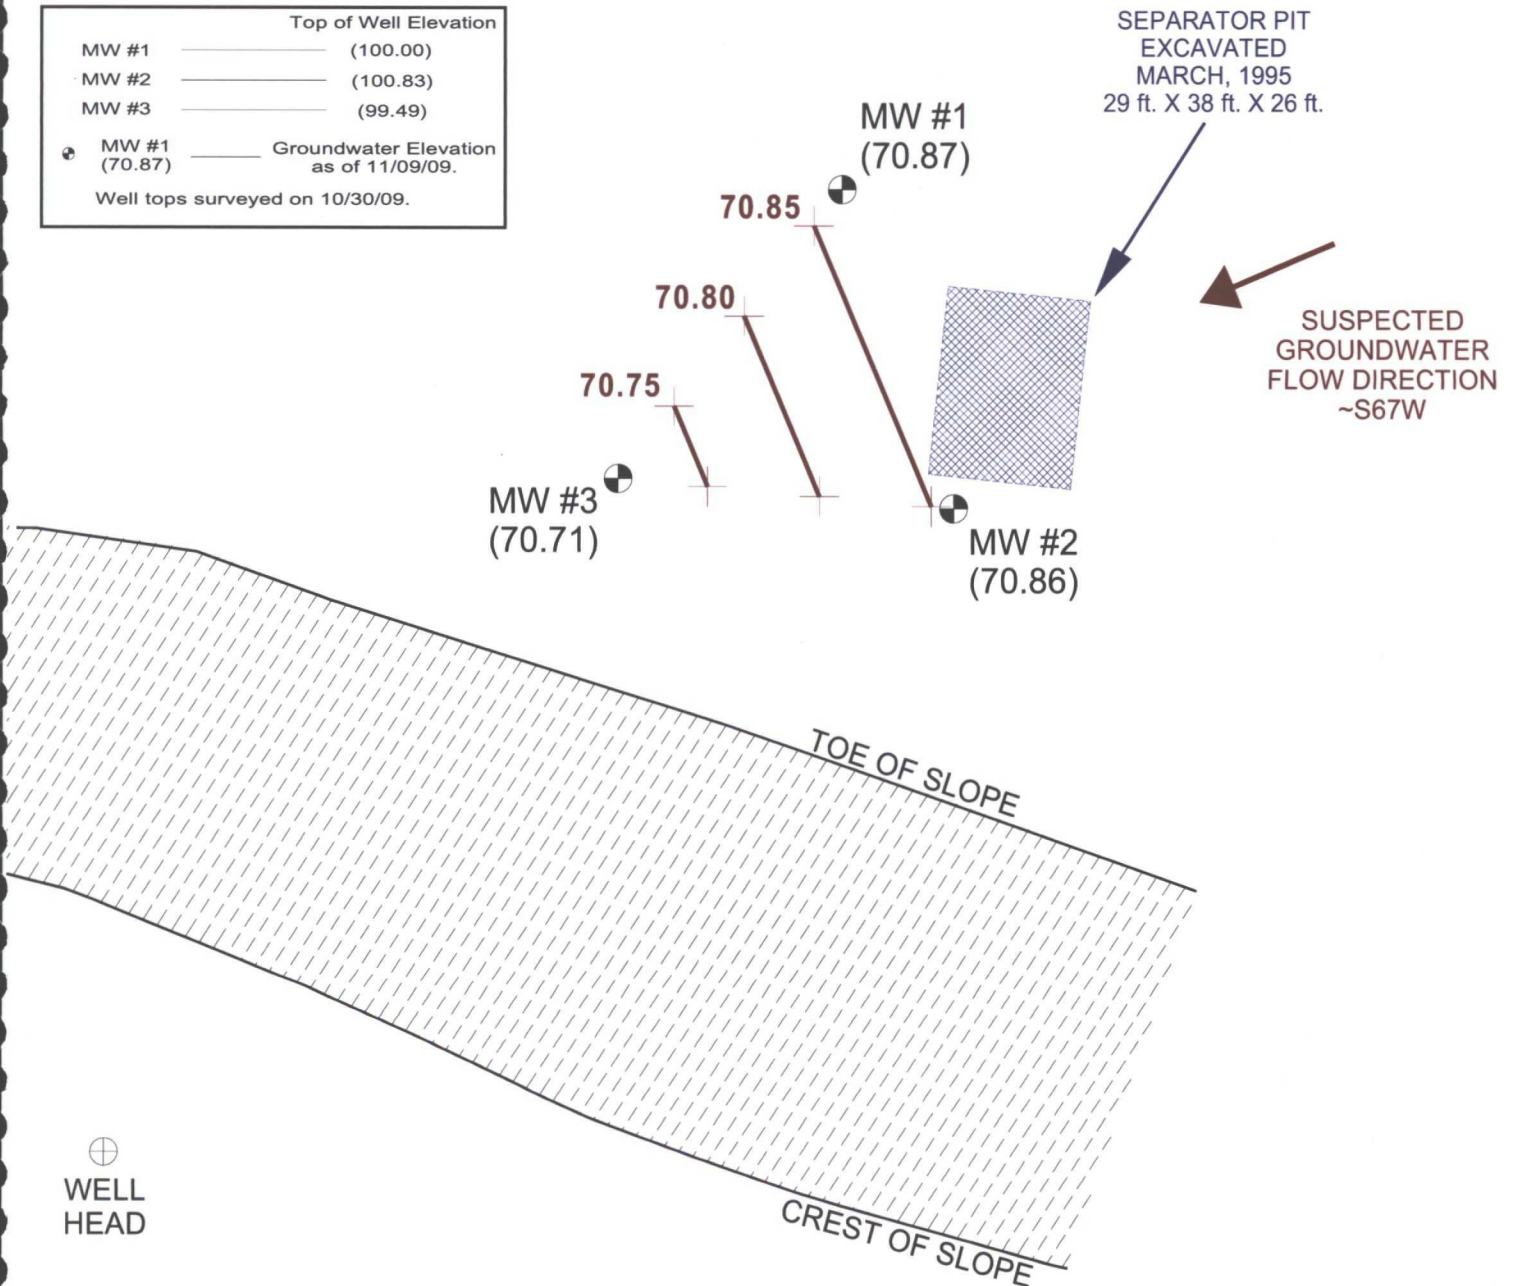 Top of Well Elevation
MW #1 (100.00)
MW #2 (100.83)
MW #3 (99.49)
MW #1
(70.87)
Groundwater Elevation
as of 11/09/09.
Well tops surveyed on 10/30/09.
SEPARATOR PIT
EXCAVATED
MARCH, 1995
29 ft. X 38 ft. X 26 ft.
MW #1
(70.87)
70.85
70.80
70.75
SUSPECTED
GROUNDWATER
FLOW DIRECTION
~S67W
MW #3
(70.71)
MW #2
(70.86)
TOE OF SLOPE
CREST OF SLOPE
WELL
HEAD